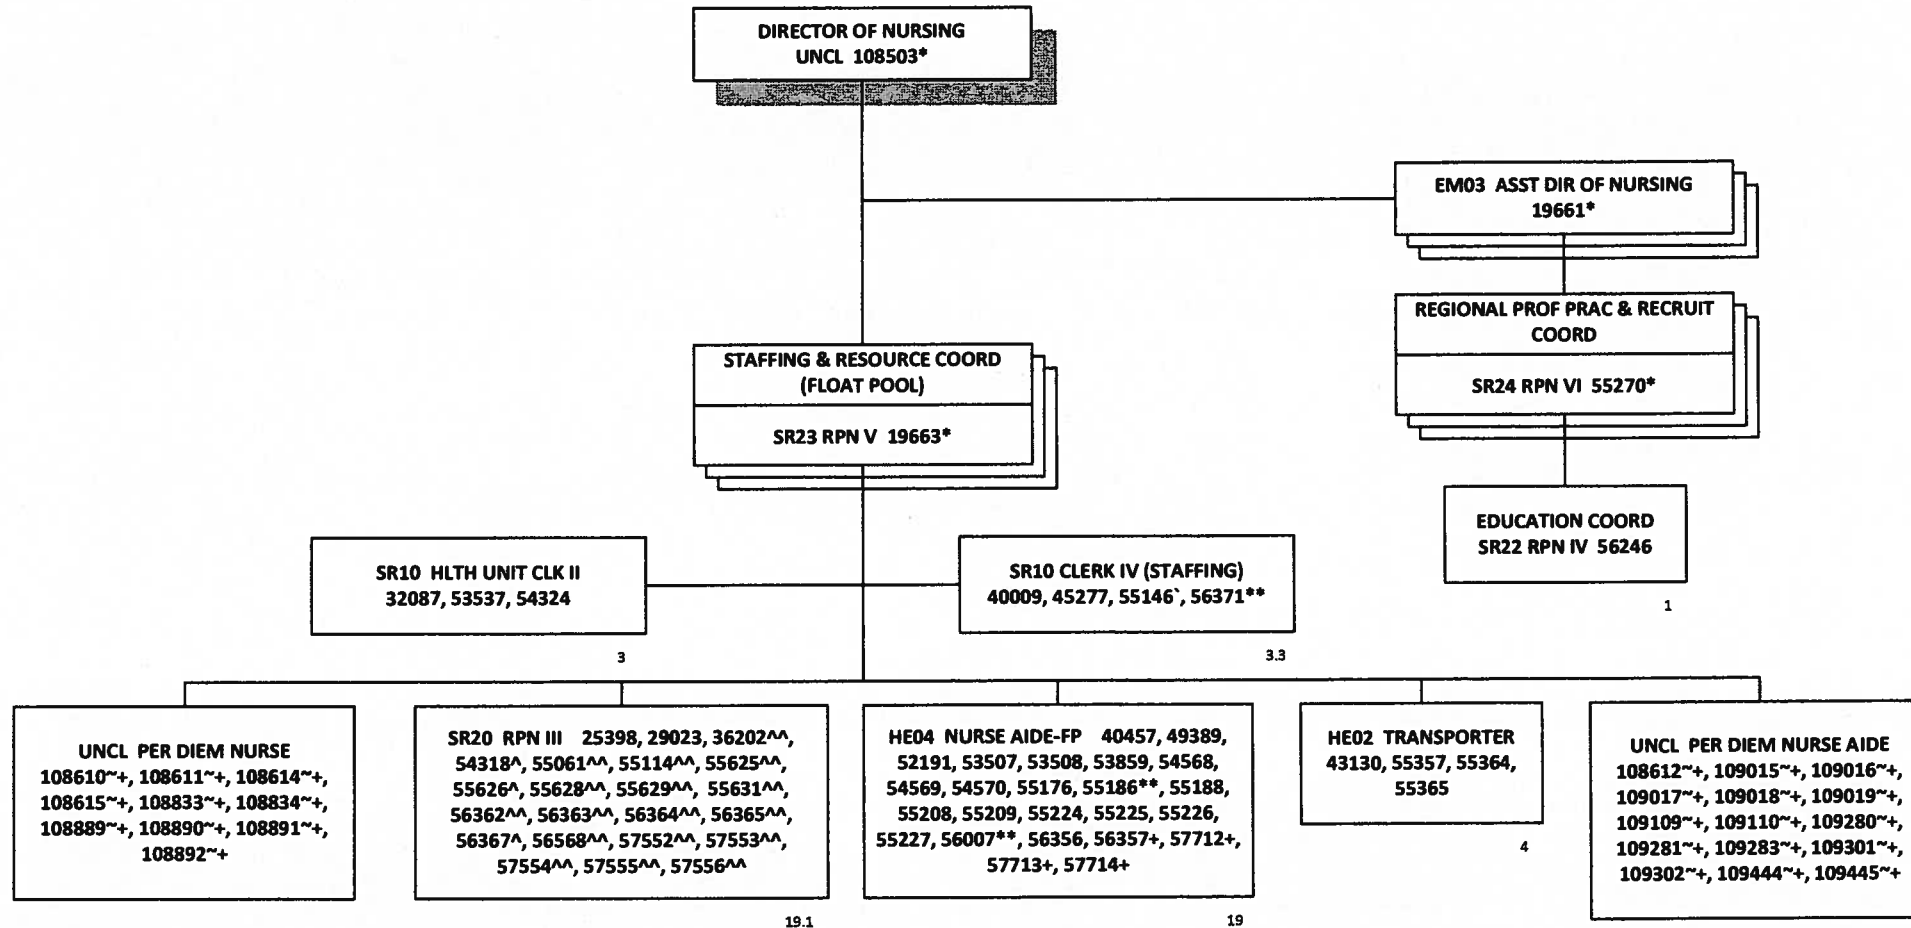 DIRECTOR OF NURSING
UNCL 108503*
EM03 ASST DIR OF NURSING
19661*
REGIONAL PROF PRAC & RECRUIT
COORD
SR24 RPN VI 55270*
STAFFING & RESOURCE COORD
(FLOAT POOL)
SR23 RPN V 19663*
EDUCATION COORD
SR22 RPN IV 56246
1
SR10 HLTH UNIT CLK II
32087, 53537, 54324
3
SR10 CLERK IV (STAFFING)
40009, 45277, 55146`, 56371**
3.3
UNCL PER DIEM NURSE
108610~+, 108611~+, 108614~+,
108615~+, 108833~+, 108834~+,
108889~+, 108890~+, 108891~+,
108892~+
SR20 RPN III 25398, 29023, 36202^^,
54318^, 55061^^, 55114^^, 55625^^,
55626^, 55628^^, 55629^^, 55631^^,
56362^^, 56363^^, 56364^^, 56365^^,
56367^, 56568^^, 57552^^, 57553^^,
57554^^, 57555^^, 57556^^
19.1
HE04 NURSE AIDE-FP 40457, 49389,
52191, 53507, 53508, 53859, 54568,
54569, 54570, 55176, 55186**, 55188,
55208, 55209, 55224, 55225, 55226,
55227, 56007**, 56356, 56357+, 57712+,
57713+, 57714+
19
HE02 TRANSPORTER
43130, 55357, 55364,
55365
4
UNCL PER DIEM NURSE AIDE
108612~+, 109015~+, 109016~+,
109017~+, 109018~+, 109019~+,
109109~+, 109110~+, 109280~+,
109281~+, 109283~+, 109301~+,
109302~+, 109444~+, 109445~+